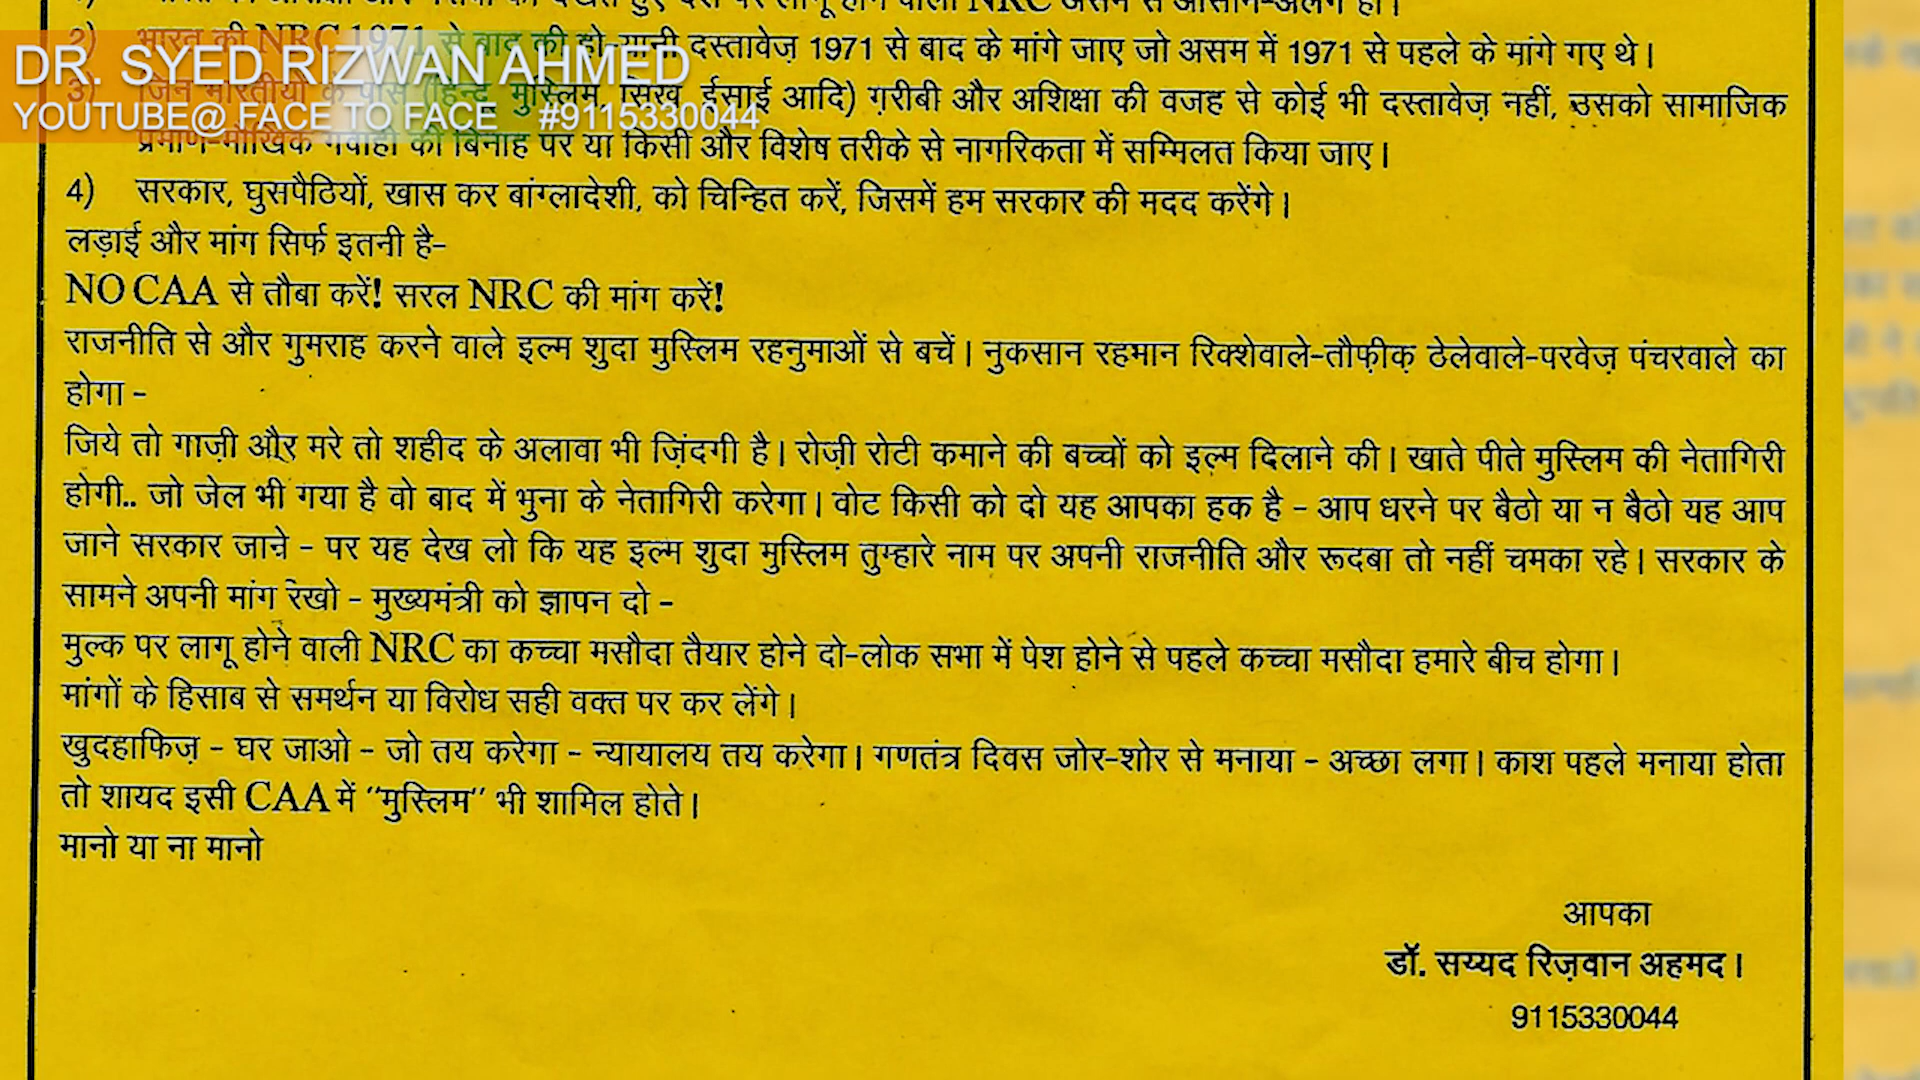 DR. SYED RIZWAN AHMED
YOUTUBE@ FACE TO FACE #9115330044
NRC असम से आसान-अलग हो।
2) भारत की NRC 1971 से बाद की हो यानी दस्तावेज़ 1971 से बाद के मांगे जाए जो असम में 1971 से पहले के मांगे गए थे।
3) जिन भारतीयों के पास (हिन्दू मुस्लिम सिख ईसाई आदि) ग़रीबी और अशिक्षा की वजह से कोई भी दस्तावेज़ नहीं, उसको सामाजिक
प्रमाण-मौखिक गवाही की बिनाह पर या किसी और विशेष तरीके से नागरिकता में सम्मिलत किया जाए।
4) सरकार, घुसपैठियों, खास कर बांग्लादेशी, को चिन्हित करें, जिसमें हम सरकार की मदद करेंगे।
लड़ाई और मांग सिर्फ इतनी है-
NO CAA से तौबा करें! सरल NRC की मांग करें!
राजनीति से और गुमराह करने वाले इल्म शुदा मुस्लिम रहनुमाओं से बचें। नुकसान रहमान रिक्शेवाले-तौफ़ीक़ ठेलेवाले-परवेज़ पंचरवाले का
होगा -
जिये तो गाज़ी और मरे तो शहीद के अलावा भी ज़िंदगी है। रोज़ी रोटी कमाने की बच्चों को इल्म दिलाने की। खाते पीते मुस्लिम की नेतागिरी
होगी.. जो जेल भी गया है वो बाद में भुना के नेतागिरी करेगा। वोट किसी को दो यह आपका हक है - आप धरने पर बैठो या न बैठो यह आप
जाने सरकार जाने - पर यह देख लो कि यह इल्म शुदा मुस्लिम तुम्हारे नाम पर अपनी राजनीति और रूदबा तो नहीं चमका रहे। सरकार के
सामने अपनी मांग रेखो - मुख्यमंत्री को ज्ञापन दो -
मुल्क पर लागू होने वाली NRC का कच्चा मसौदा तैयार होने दो-लोक सभा में पेश होने से पहले कच्चा मसौदा हमारे बीच होगा।
मांगों के हिसाब से समर्थन या विरोध सही वक्त पर कर लेंगे।
खुदहाफिज़ - घर जाओ - जो तय करेगा - न्यायालय तय करेगा। गणतंत्र दिवस जोर-शोर से मनाया - अच्छा लगा। काश पहले मनाया होता
तो शायद इसी CAA में "मुस्लिम" भी शामिल होते।
मानो या ना मानो
आपका
डॉ. सय्यद रिज़वान अहमद।
9115330044